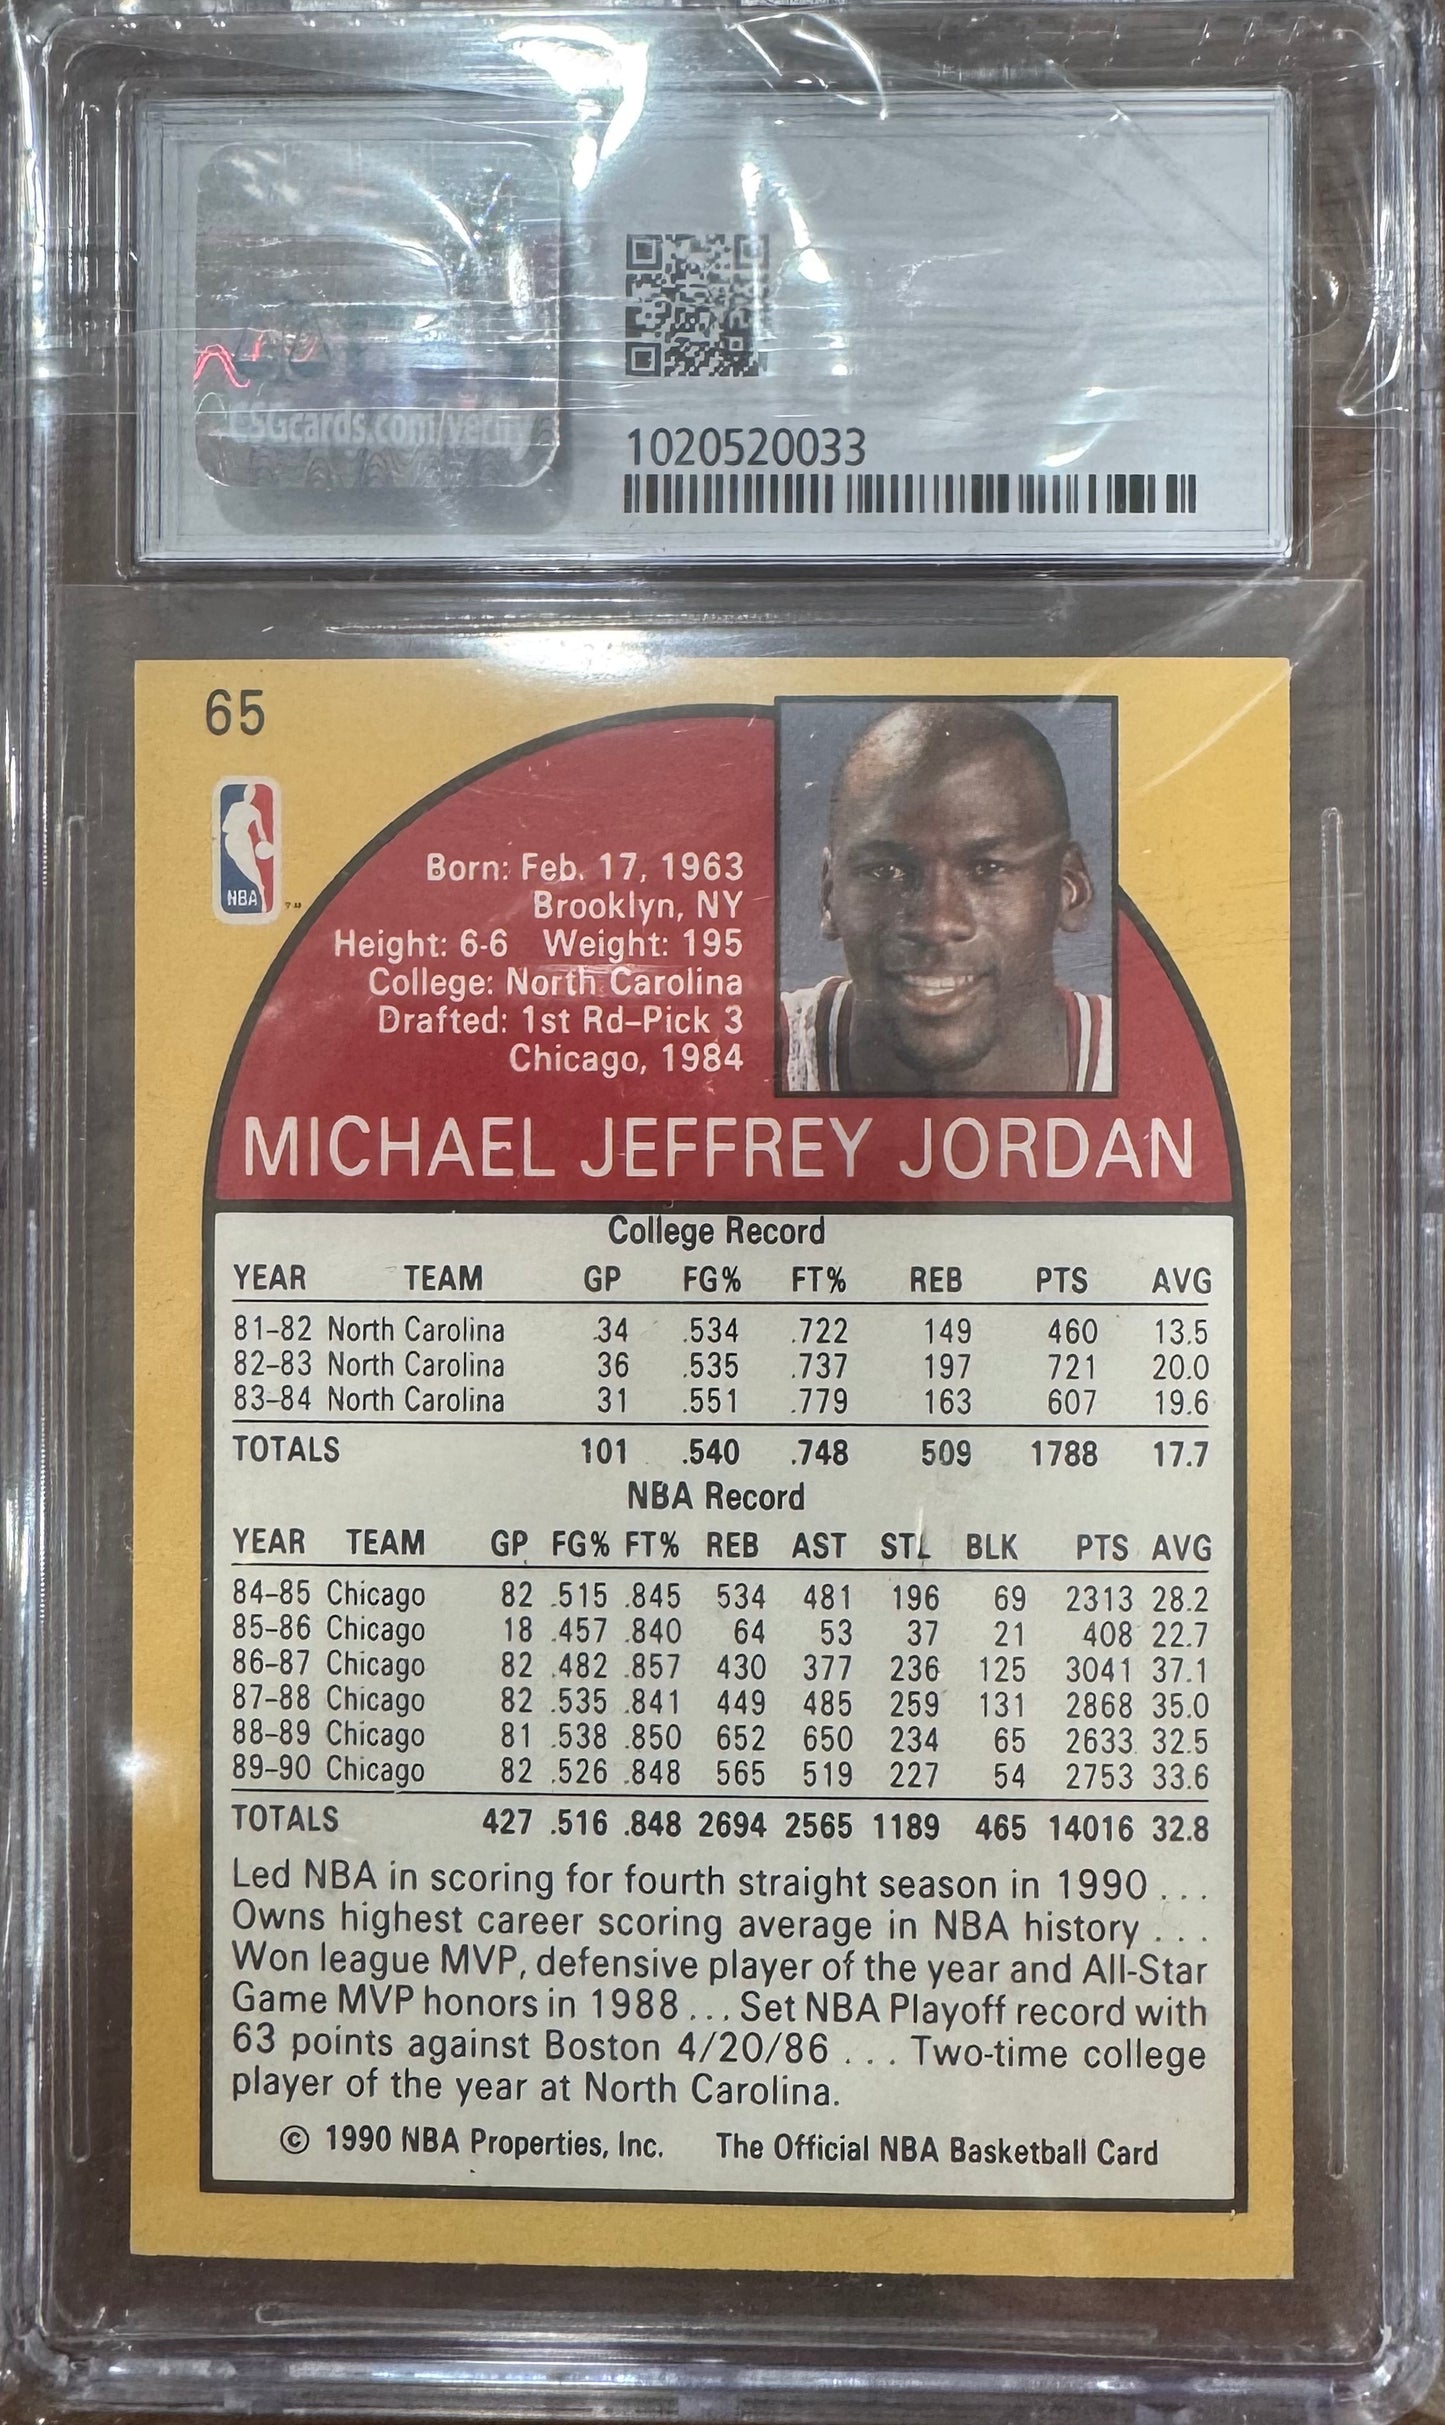 CSGcards.com/verify
1020520033
65
NBA
Born: Feb. 17, 1963
Brooklyn, NY
Height: 6-6 Weight: 195
College: North Carolina
Drafted: 1st Rd–Pick 3
Chicago, 1984
MICHAEL JEFFREY JORDAN
College Record
YEAR TEAM GP FG% FT% REB PTS AVG
81–82 North Carolina 34 .534 .722 149 460 13.5
82–83 North Carolina 36 .535 .737 197 721 20.0
83–84 North Carolina 31 .551 .779 163 607 19.6
TOTALS 101 .540 .748 509 1788 17.7
NBA Record
YEAR TEAM GP FG% FT% REB AST STL BLK PTS AVG
84–85 Chicago 82 .515 .845 534 481 196 69 2313 28.2
85–86 Chicago 18 .457 .840 64 53 37 21 408 22.7
86–87 Chicago 82 .482 .857 430 377 236 125 3041 37.1
87–88 Chicago 82 .535 .841 449 485 259 131 2868 35.0
88–89 Chicago 81 .538 .850 652 650 234 65 2633 32.5
89–90 Chicago 82 .526 .848 565 519 227 54 2753 33.6
TOTALS 427 .516 .848 2694 2565 1189 465 14016 32.8
Led NBA in scoring for fourth straight season in 1990 . . .
Owns highest career scoring average in NBA history . . .
Won league MVP, defensive player of the year and All-Star
Game MVP honors in 1988 . . . Set NBA Playoff record with
63 points against Boston 4/20/86 . . . Two-time college
player of the year at North Carolina.
© 1990 NBA Properties, Inc. The Official NBA Basketball Card